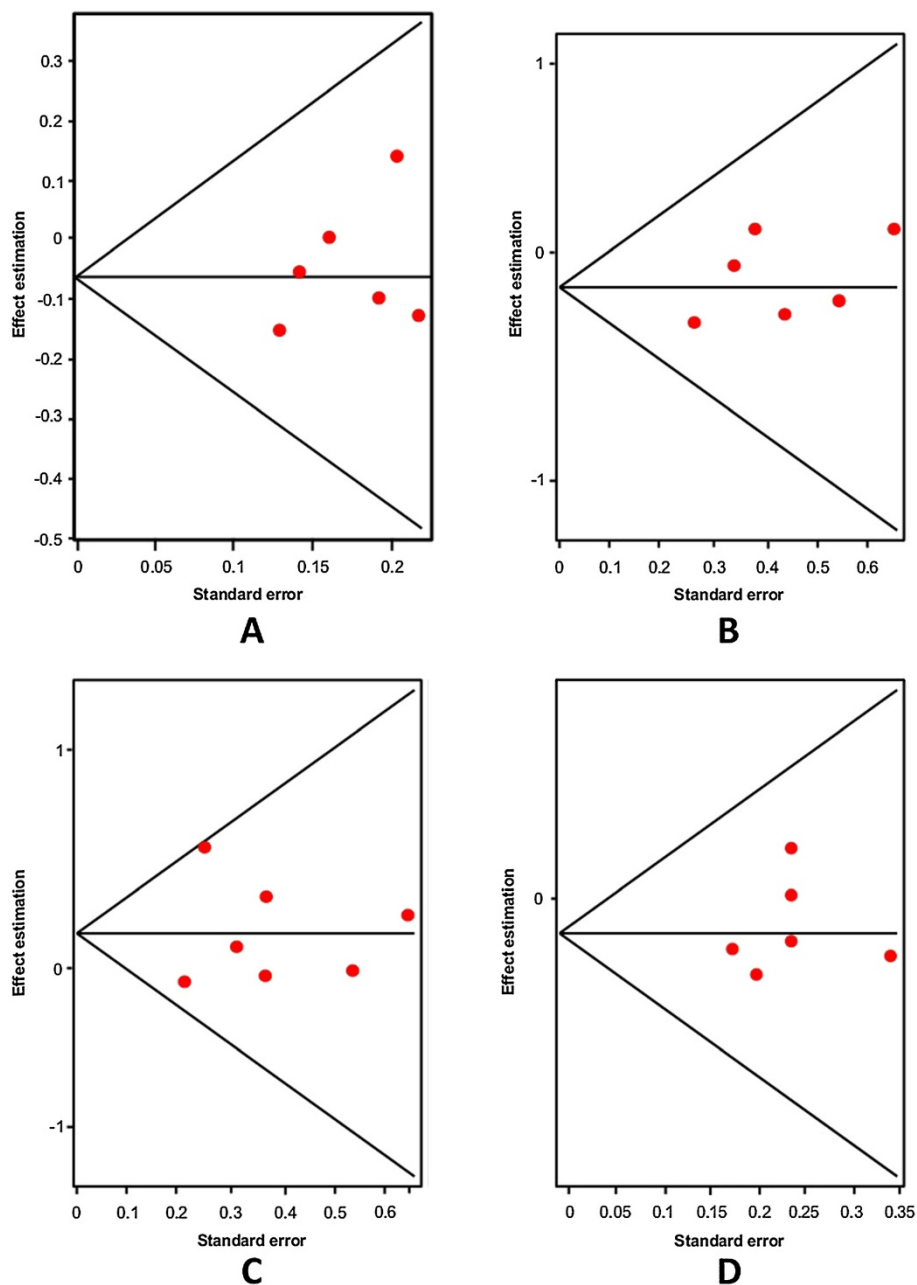 0.3
0.2
0.1
0
-0.1
-0.2
-0.3
-0.4
-0.5
Effect estimation
0 0.05 0.1 0.15 0.2
Standard error
A
1
0
-1
Effect estimation
0 0.1 0.2 0.3 0.4 0.5 0.6
Standard error
B
1
0
-1
Effect estimation
0 0.1 0.2 0.3 0.4 0.5 0.6
Standard error
C
0
Effect estimation
0 0.05 0.1 0.15 0.2 0.25 0.3 0.35
Standard error
D